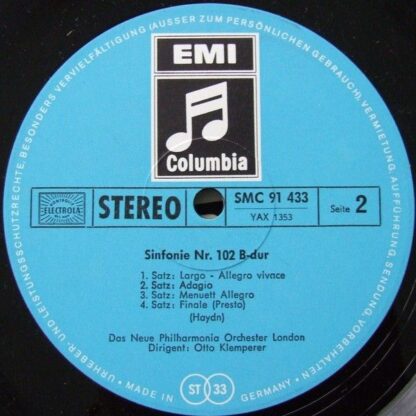 EMI
Columbia
ELECTROLA
STEREO
SMC 91 433
YAX 1353
Seite 2
Sinfonie Nr. 102 B-dur
1. Satz: Largo - Allegro vivace
2. Satz: Adagio
3. Satz: Menuett Allegro
4. Satz: Finale (Presto)
(Haydn)
Das Neue Philharmonia Orchester London
Dirigent: Otto Klemperer
URHEBER- UND LEISTUNGSSCHUTZRECHTE, BESONDERS VERVIELFÄLTIGUNG (AUSSER ZUM PERSÖNLICHEN GEBRAUCH), VERMIETUNG, AUFFÜHRUNG, SENDUNG, VORBEHALTEN
MADE IN GERMANY
ST 33